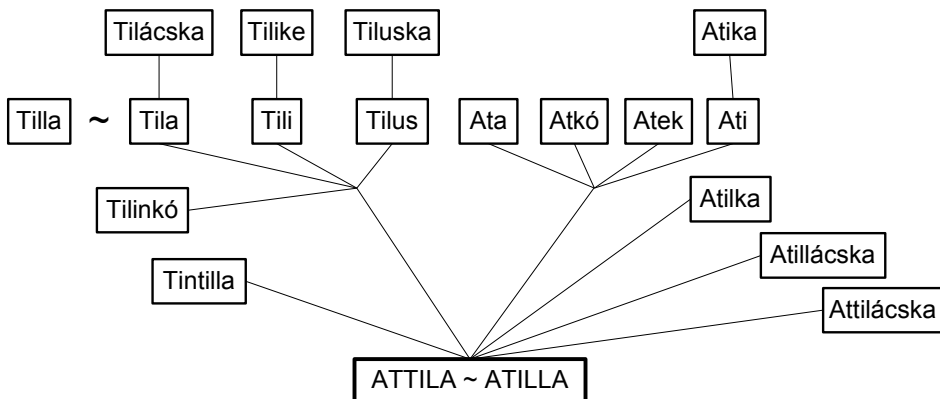 Tilácska Tilike Tiluska Atika
Tilla ~ Tila Tili Tilus Ata Atkó Atek Ati
Tilinkó Atilka
Tintilla Atillácska
Attilácska
ATTILA ~ ATILLA